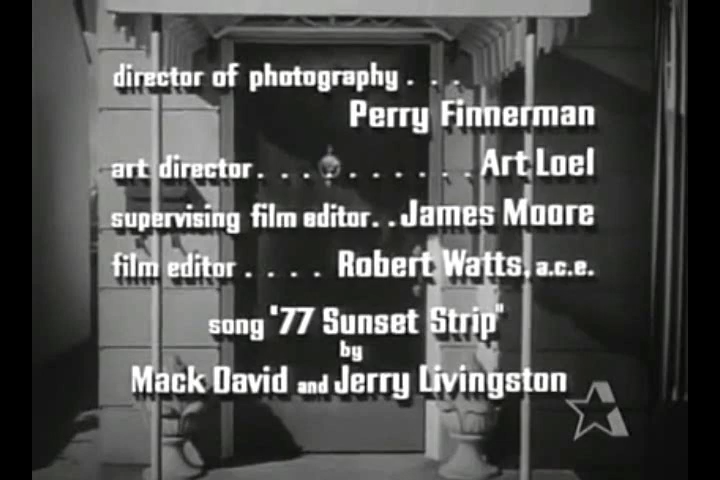 director of photography . . .
Perry Finnerman
art director . . . . . . . . . . Art Loel
supervising film editor. . James Moore
film editor . . . . Robert Watts, a.c.e.
song "77 Sunset Strip"
by
Mack David and Jerry Livingston